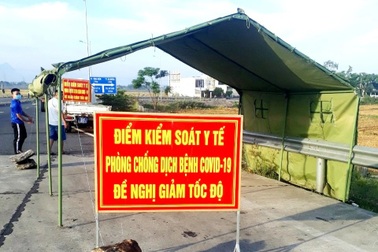 ĐIỂM KIỂM SOÁT Y TẾ
PHÒNG CHỐNG DỊCH BỆNH COVID-19
ĐỀ NGHỊ GIẢM TỐC ĐỘ